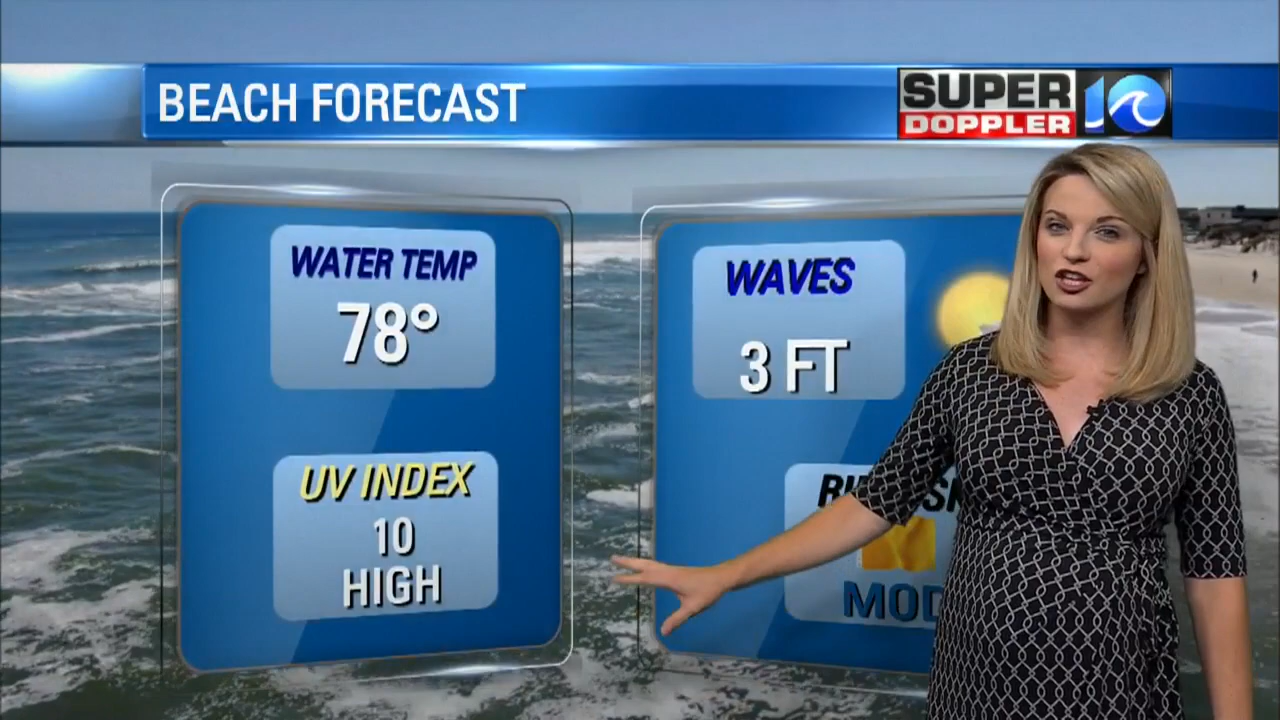 BEACH FORECAST
SUPER
DOPPLER
10
WATER TEMP
78°
UV INDEX
10
HIGH
WAVES
3 FT